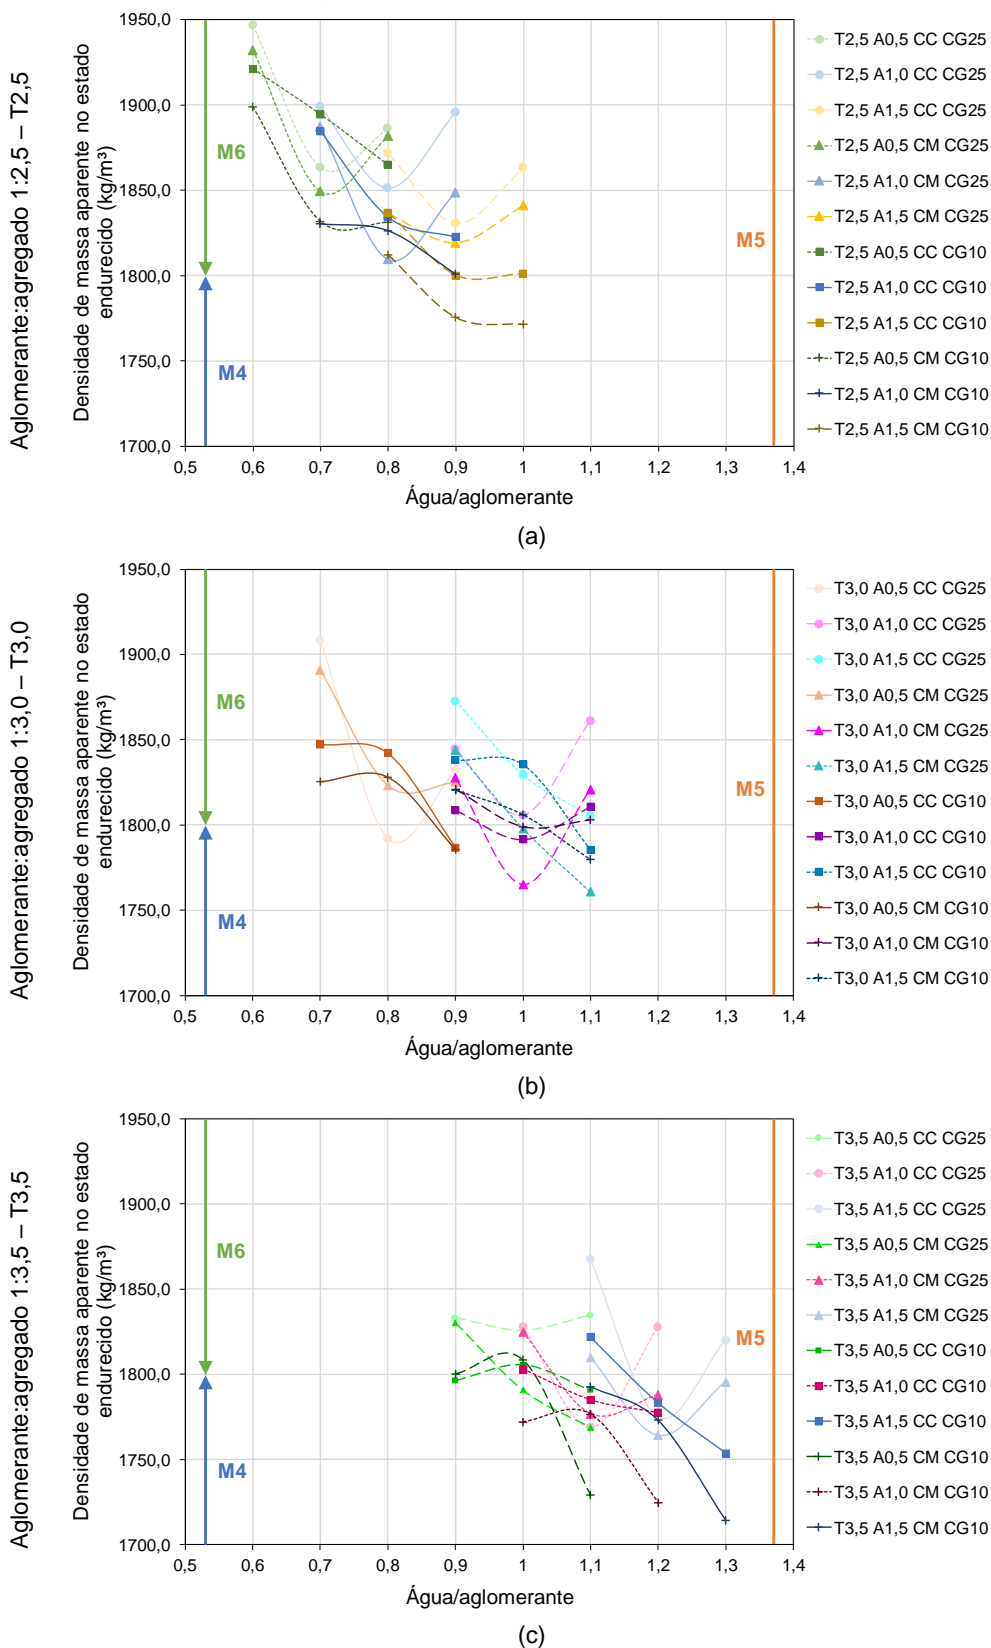 Aglomerante:agregado 1:2,5 – T2,5
Densidade de massa aparente no estado
endurecido (kg/m³)
1950,0
1900,0
1850,0
1800,0
1750,0
1700,0
M6
M4
M5
0,5 0,6 0,7 0,8 0,9 1 1,1 1,2 1,3 1,4
Água/aglomerante
T2,5 A0,5 CC CG25
T2,5 A1,0 CC CG25
T2,5 A1,5 CC CG25
T2,5 A0,5 CM CG25
T2,5 A1,0 CM CG25
T2,5 A1,5 CM CG25
T2,5 A0,5 CC CG10
T2,5 A1,0 CC CG10
T2,5 A1,5 CC CG10
T2,5 A0,5 CM CG10
T2,5 A1,0 CM CG10
T2,5 A1,5 CM CG10
(a)
Aglomerante:agregado 1:3,0 – T3,0
Densidade de massa aparente no estado
endurecido (kg/m³)
1950,0
1900,0
1850,0
1800,0
1750,0
1700,0
M6
M4
M5
0,5 0,6 0,7 0,8 0,9 1 1,1 1,2 1,3 1,4
Água/aglomerante
T3,0 A0,5 CC CG25
T3,0 A1,0 CC CG25
T3,0 A1,5 CC CG25
T3,0 A0,5 CM CG25
T3,0 A1,0 CM CG25
T3,0 A1,5 CM CG25
T3,0 A0,5 CC CG10
T3,0 A1,0 CC CG10
T3,0 A1,5 CC CG10
T3,0 A0,5 CM CG10
T3,0 A1,0 CM CG10
T3,0 A1,5 CM CG10
(b)
Aglomerante:agregado 1:3,5 – T3,5
Densidade de massa aparente no estado
endurecido (kg/m³)
1950,0
1900,0
1850,0
1800,0
1750,0
1700,0
M6
M4
M5
0,5 0,6 0,7 0,8 0,9 1 1,1 1,2 1,3 1,4
Água/aglomerante
T3,5 A0,5 CC CG25
T3,5 A1,0 CC CG25
T3,5 A1,5 CC CG25
T3,5 A0,5 CM CG25
T3,5 A1,0 CM CG25
T3,5 A1,5 CM CG25
T3,5 A0,5 CC CG10
T3,5 A1,0 CC CG10
T3,5 A1,5 CC CG10
T3,5 A0,5 CM CG10
T3,5 A1,0 CM CG10
T3,5 A1,5 CM CG10
(c)